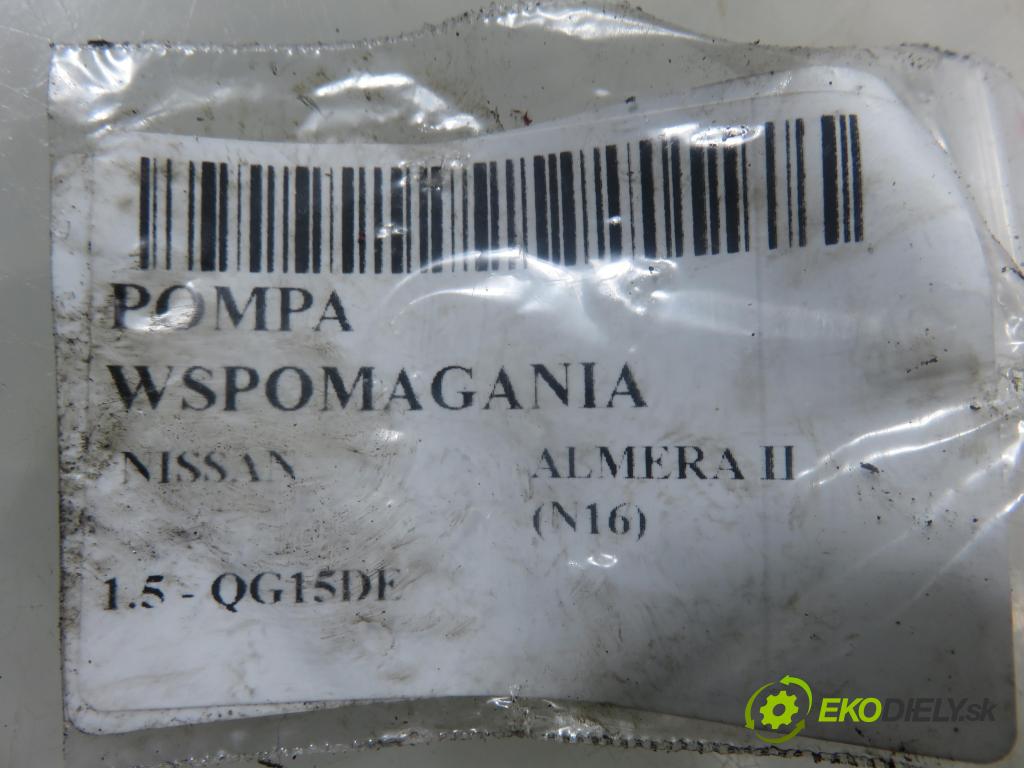 POMPA
WSPOMAGANIA
NISSAN ALMERA II
(N16)
1.5 - QG15DE
EKODIELY.sk